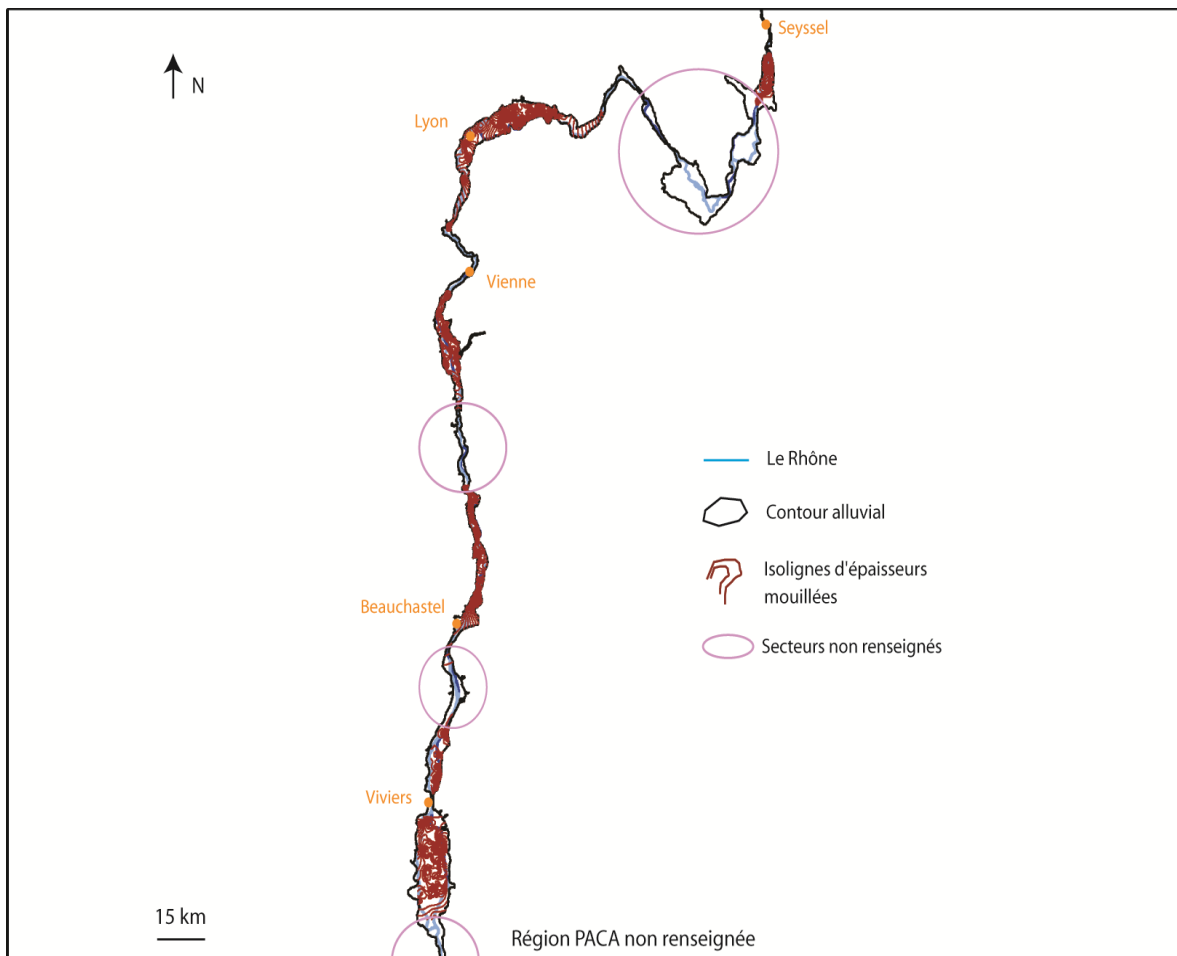 Seyssel
N
Lyon
Vienne
Le Rhône
Contour alluvial
Isolignes d'épaisseurs
mouillées
Beauchastel
Secteurs non renseignés
Viviers
15 km
Région PACA non renseignée